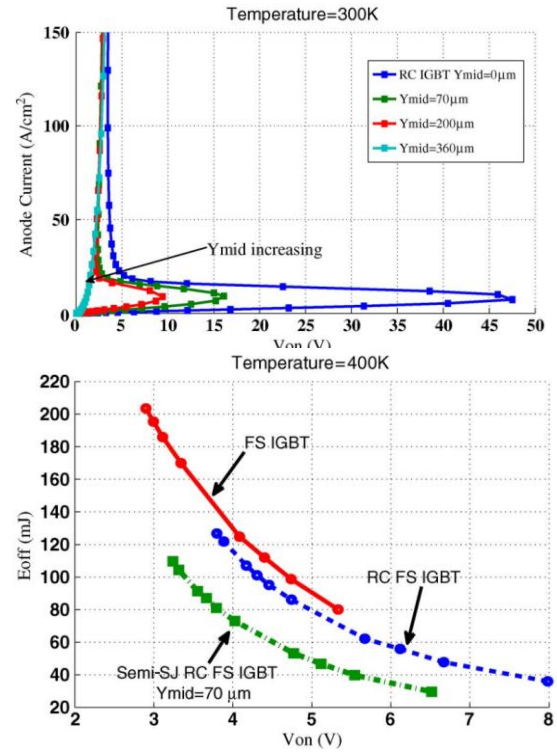 Temperature=300K
150
100
50
0
Anode Current (A/cm²)
RC IGBT Ymid=0μm
Ymid=70μm
Ymid=200μm
Ymid=360μm
Ymid increasing
0 5 10 15 20 25 30 35 40 45 50
Von (V)
Temperature=400K
220
200
180
160
140
120
100
80
60
40
20
Eoff (mJ)
FS IGBT
RC FS IGBT
Semi-SJ RC FS IGBT
Ymid=70 μm
2 3 4 5 6 7 8
Von (V)